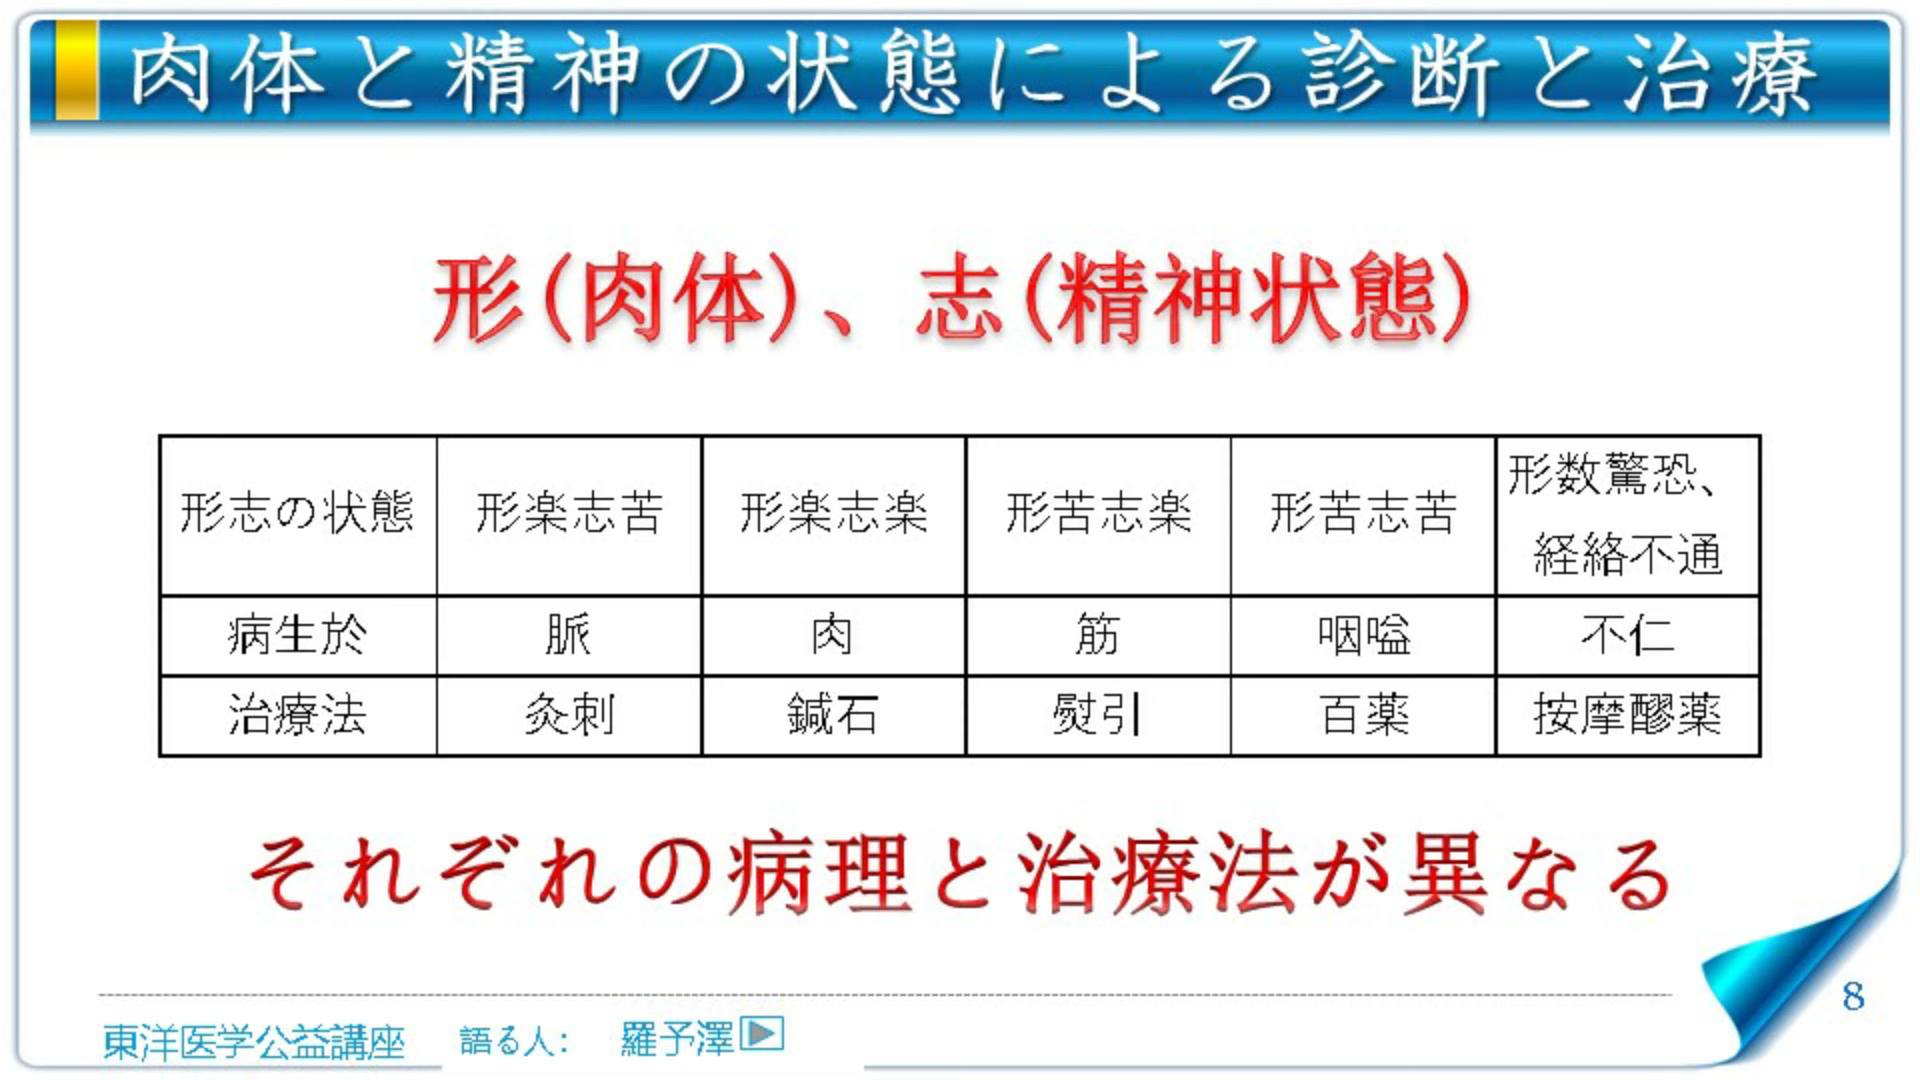 肉体と精神の状態による診断と治療
形(肉体)、志(精神状態)
形志の状態 形楽志苦 形楽志楽 形苦志楽 形苦志苦 形数驚恐、
経絡不通
病生於 脈 肉 筋 咽嗌 不仁
治療法 灸刺 鍼石 熨引 百薬 按摩醪薬
それぞれの病理と治療法が異なる
8
東洋医学公益講座 語る人： 羅予澤